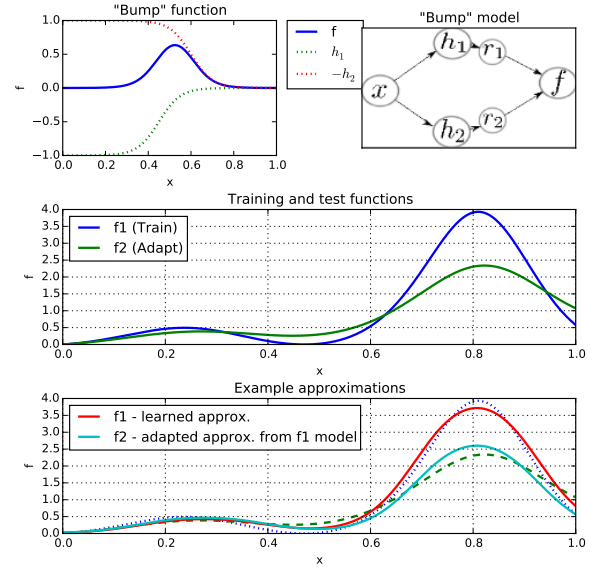 "Bump" function
1.0
0.5
0.0
−0.5
−1.0
f
0.0 0.2 0.4 0.6 0.8 1.0
x
f
h₁
−h₂
"Bump" model
x
h₁
r₁
h₂
r₂
f
Training and test functions
4.0
3.5
3.0
2.5
2.0
1.5
1.0
0.5
0.0
f
f1 (Train)
f2 (Adapt)
0.0 0.2 0.4 0.6 0.8 1.0
x
Example approximations
4.0
3.5
3.0
2.5
2.0
1.5
1.0
0.5
0.0
f
f1 - learned approx.
f2 - adapted approx. from f1 model
0.0 0.2 0.4 0.6 0.8 1.0
x